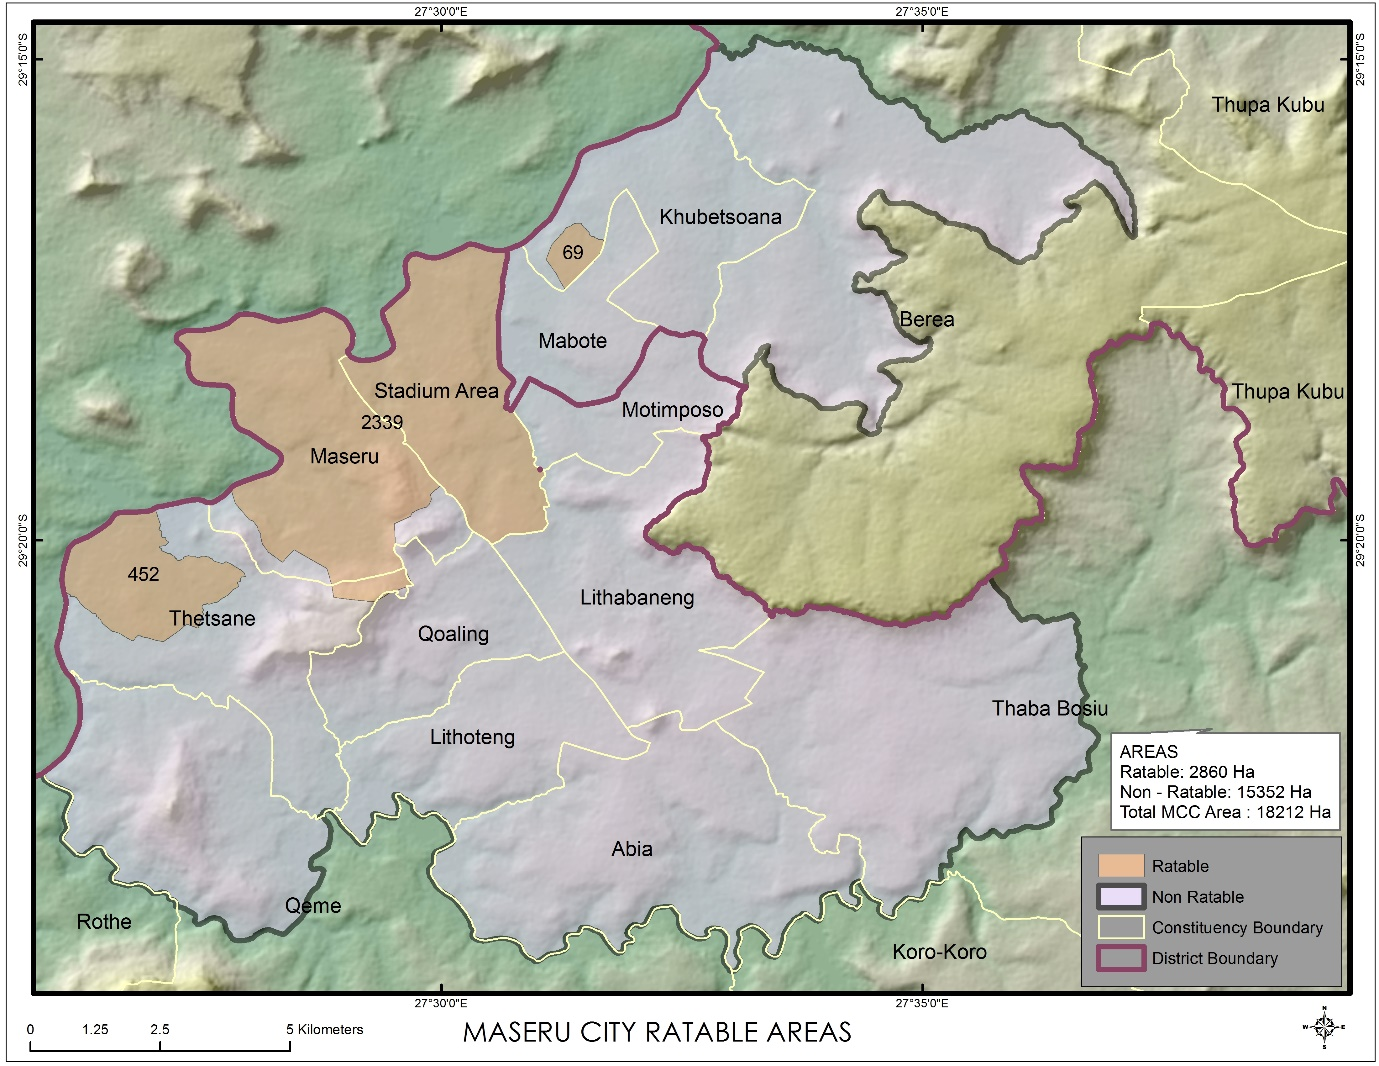 27°30'0"E
27°35'0"E
29°15'0"S
29°15'0"S
Thupa Kubu
Khubetsoana
69
Berea
Mabote
Stadium Area
Thupa Kubu
Motimposo
2339
Maseru
29°20'0"S
29°20'0"S
452
Lithabaneng
Thetsane
Qoaling
Thaba Bosiu
Lithoteng
AREAS
Ratable: 2860 Ha
Non - Ratable: 15352 Ha
Total MCC Area : 18212 Ha
Abia
Ratable
Non Ratable
Qeme
Rothe
Constituency Boundary
Koro-Koro
District Boundary
27°30'0"E
27°35'0"E
0 1.25 2.5 5 Kilometers
MASERU CITY RATABLE AREAS
N
W E
S